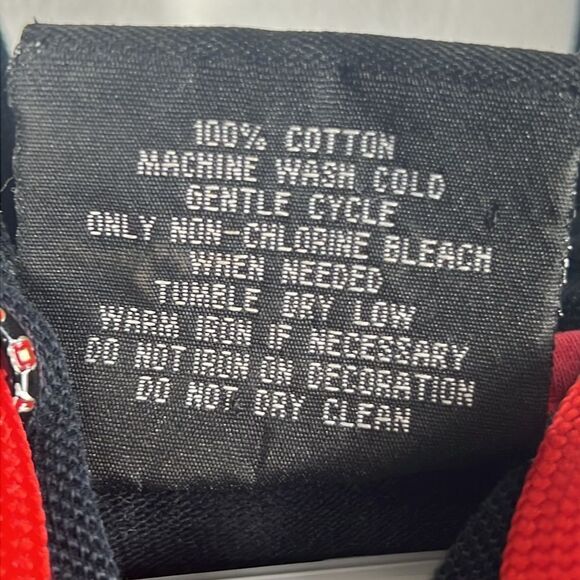 100% COTTON
MACHINE WASH COLD
GENTLE CYCLE
ONLY NON-CHLORINE BLEACH
WHEN NEEDED
TUMBLE DRY LOW
WARM IRON IF NECESSARY
DO NOT IRON ON DECORATION
DO NOT DRY CLEAN